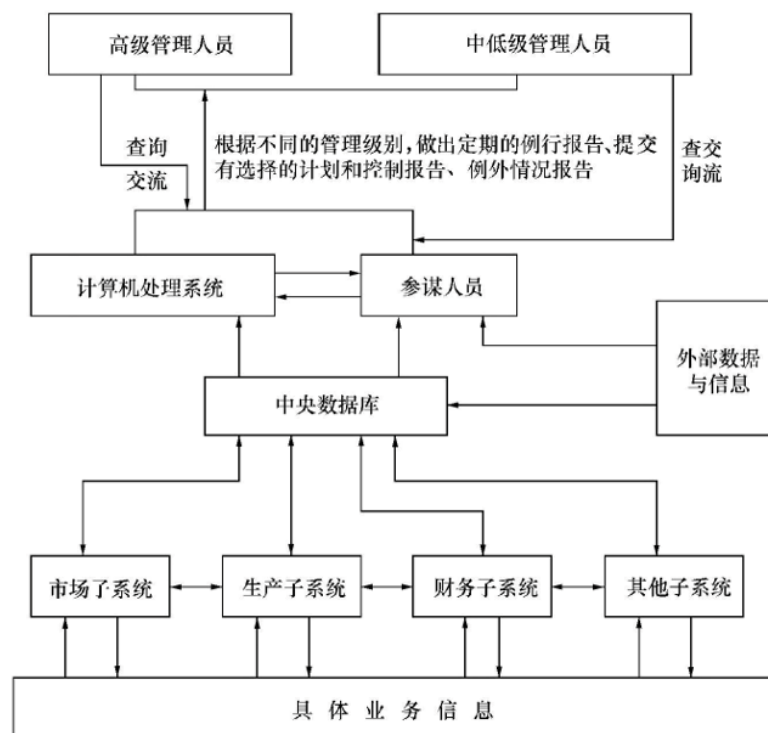 高级管理人员
中低级管理人员
查询
交流
根据不同的管理级别,做出定期的例行报告、提交
有选择的计划和控制报告、例外情况报告
查交
询流
计算机处理系统
参谋人员
外部数据
与信息
中央数据库
市场子系统
生产子系统
财务子系统
其他子系统
具体业务信息